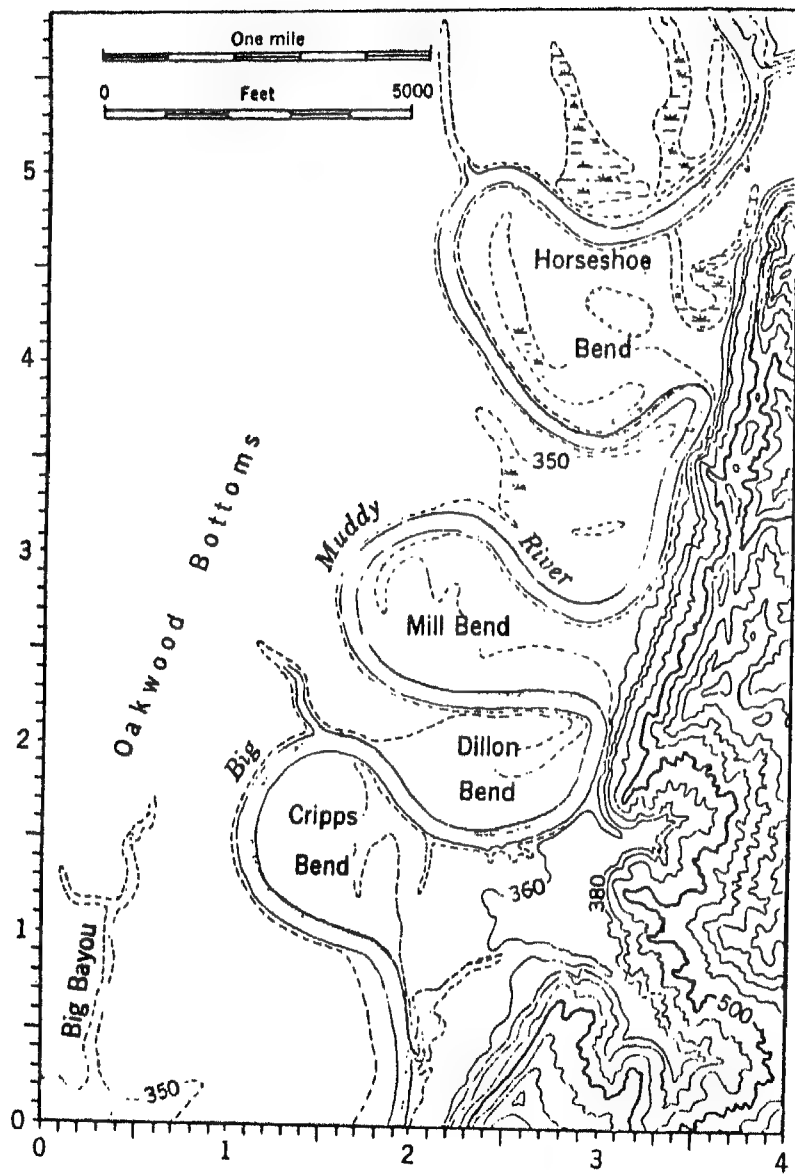 One mile
0 Feet 5000
5
Horseshoe
4
Bend
350
Oakwood Bottoms
Muddy River
3
Mill Bend
2
Big
Dillon
Bend
Cripps
Bend
360
380
1
Big Bayou
500
350
0
0 1 2 3 4